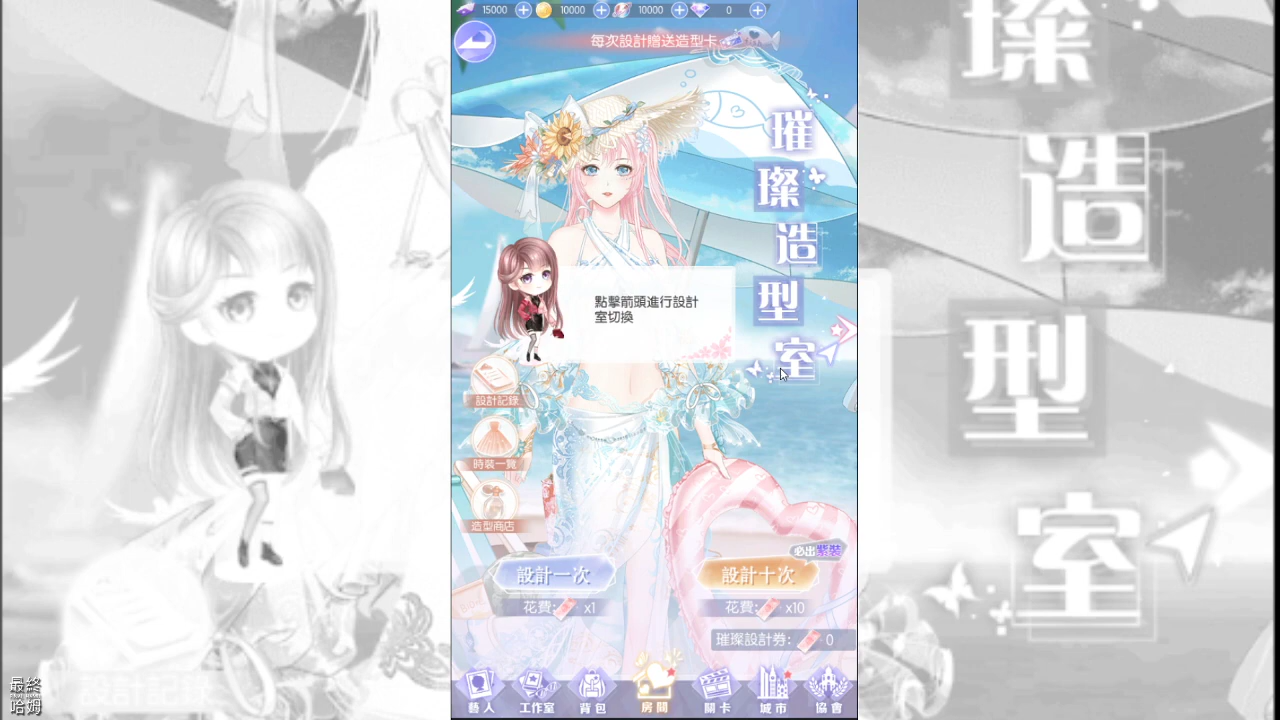 15000
10000
10000
0
每次設計贈送造型卡
璀璨造型室
璨造型室
點擊箭頭進行設計
室切換
設計記錄
時裝一覽
造型商店
必出紫裝
設計一次
設計十次
花費: x1
花費: x10
璀璨設計券: 0
藝人
工作室
背包
房間
關卡
城市
協會
設計記錄
最終
哈姆